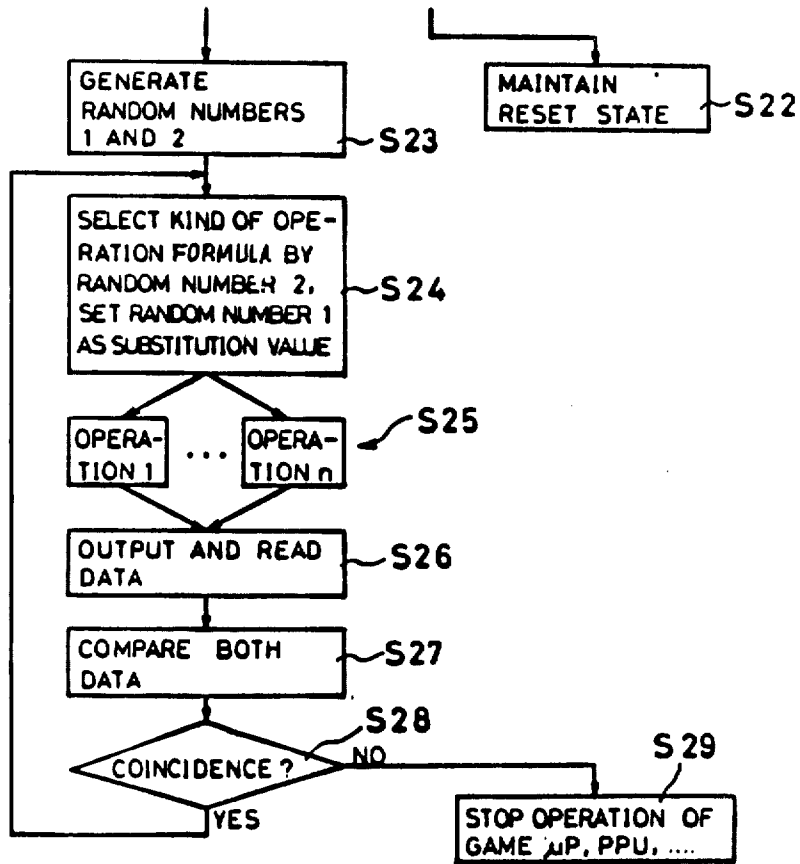 GENERATE
RANDOM NUMBERS
1 AND 2
S23
MAINTAIN
RESET STATE
S22
SELECT KIND OF OPE-
RATION FORMULA BY
RANDOM NUMBER 2,
SET RANDOM NUMBER 1
AS SUBSTITUTION VALUE
S24
OPERA-
TION 1
...
OPERA-
TION n
S25
OUTPUT AND READ
DATA
S26
COMPARE BOTH
DATA
S27
COINCIDENCE?
S28
NO
YES
STOP OPERATION OF
GAME μP, PPU, ....
S29